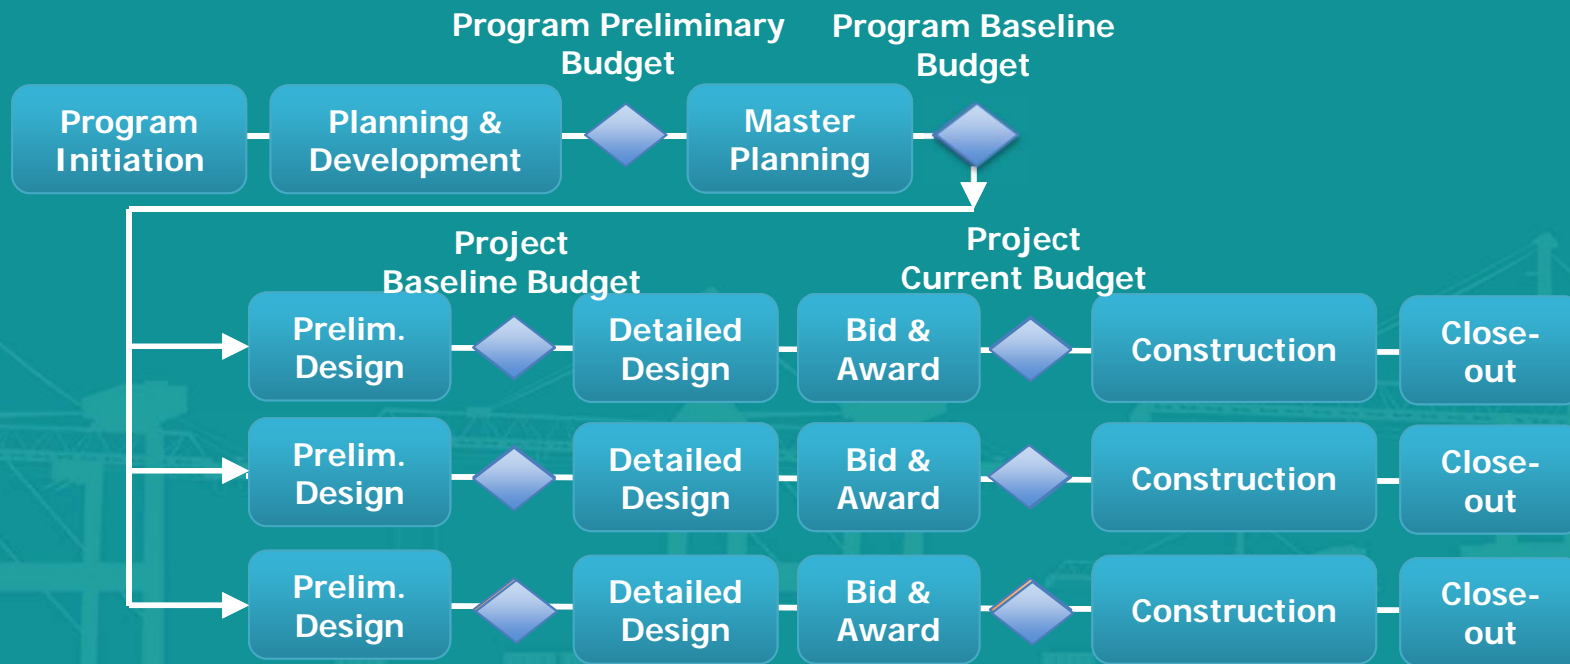 Program Preliminary
Budget
Program Baseline
Budget
Program
Initiation
Planning &
Development
Master
Planning
Project
Baseline Budget
Project
Current Budget
Prelim.
Design
Detailed
Design
Bid &
Award
Construction
Close-
out
Prelim.
Design
Detailed
Design
Bid &
Award
Construction
Close-
out
Prelim.
Design
Detailed
Design
Bid &
Award
Construction
Close-
out